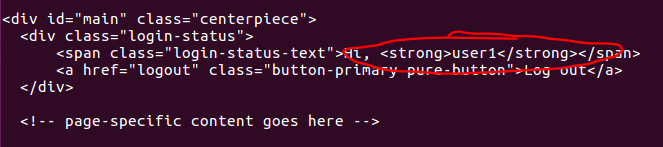 <div id="main" class="centerpiece">
<div class="login-status">
<span class="login-status-text">Hi, <strong>user1</strong></span>
<a href="logout" class="button-primary pure-button">Log out</a>
</div>
<!-- page-specific content goes here -->